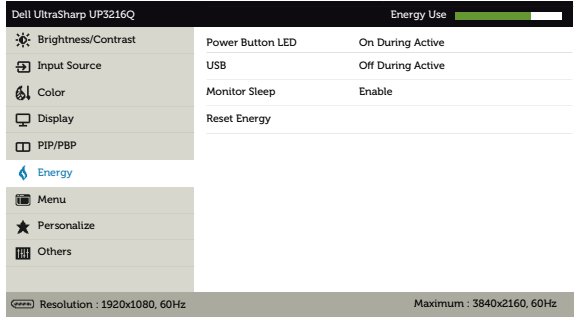 Dell UltraSharp UP3216Q Energy Use
Brightness/Contrast
Power Button LED On During Active
Input Source
USB Off During Active
Color
Monitor Sleep Enable
Display
Reset Energy
PIP/PBP
Energy
Menu
Personalize
Others
Resolution : 1920x1080, 60Hz Maximum : 3840x2160, 60Hz